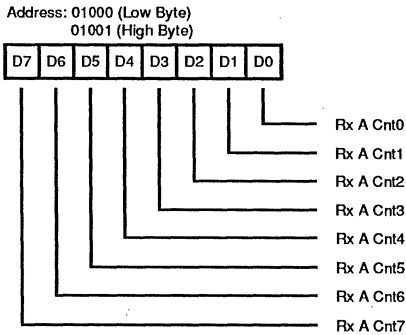 Address: 01000 (Low Byte)
01001 (High Byte)
D7 D6 D5 D4 D3 D2 D1 D0
Rx A Cnt0
Rx A Cnt1
Rx A Cnt2
Rx A Cnt3
Rx A Cnt4
Rx A Cnt5
Rx A Cnt6
Rx A Cnt7